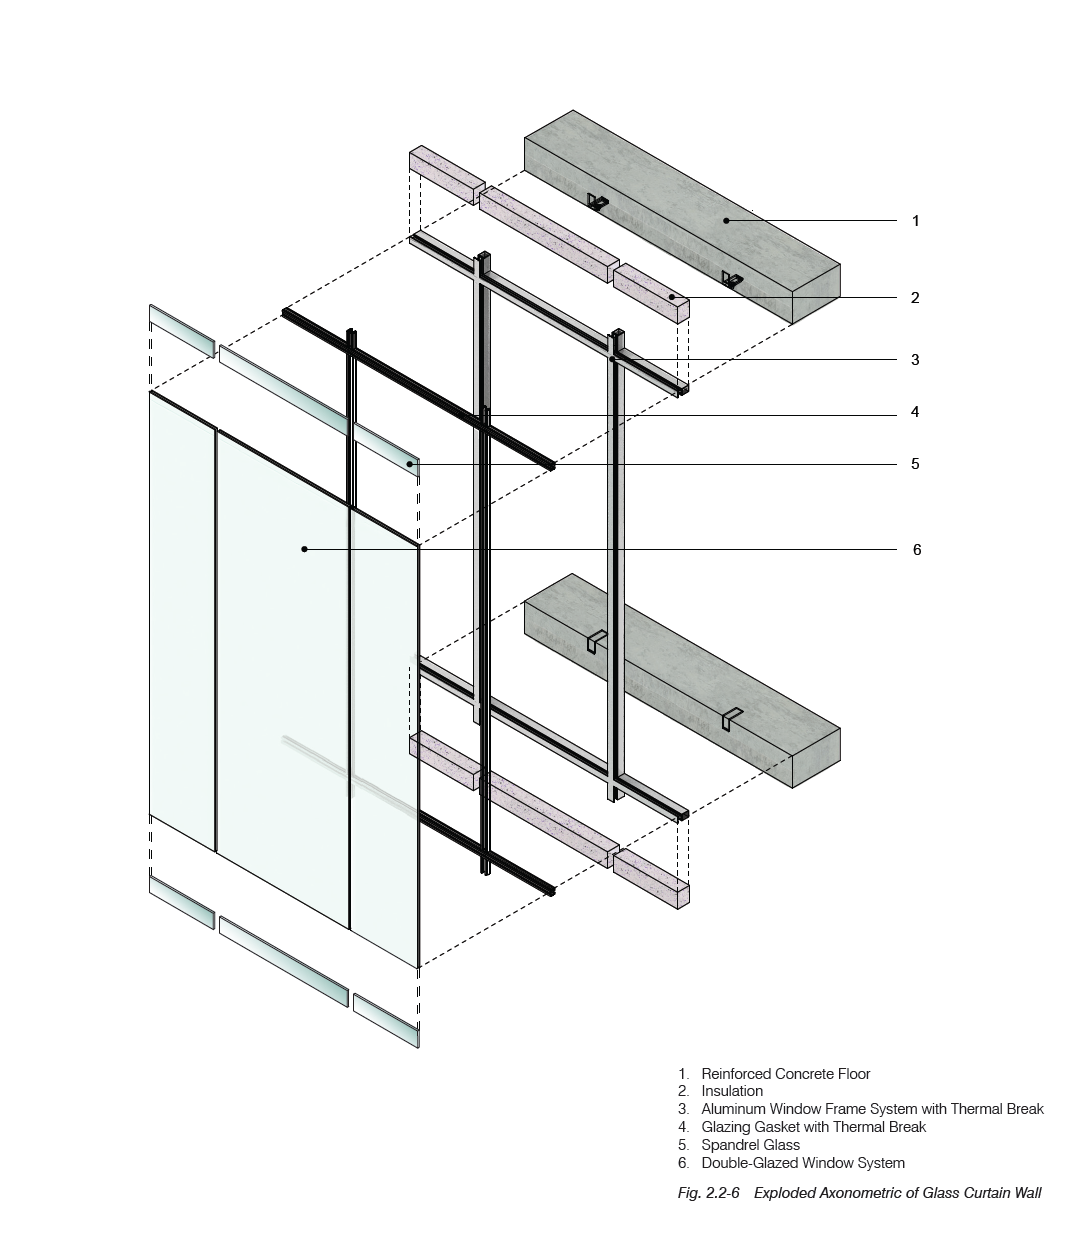 1
2
3
4
5
6
1. Reinforced Concrete Floor
2. Insulation
3. Aluminum Window Frame System with Thermal Break
4. Glazing Gasket with Thermal Break
5. Spandrel Glass
6. Double-Glazed Window System
Fig. 2.2-6 Exploded Axonometric of Glass Curtain Wall